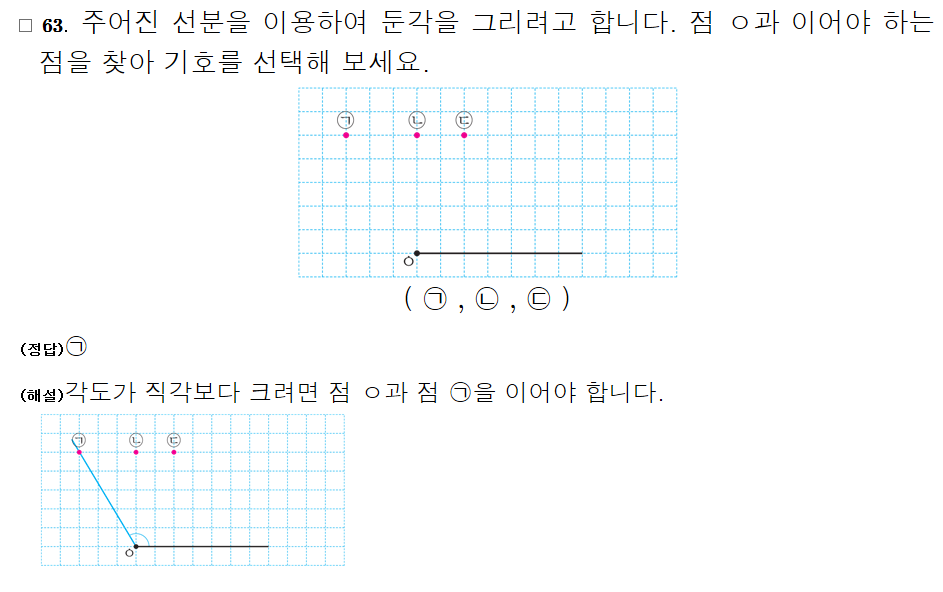 □ 63. 주어진 선분을 이용하여 둔각을 그리려고 합니다. 점 ㅇ과 이어야 하는
점을 찾아 기호를 선택해 보세요.
㉠ ㉡ ㉢
ㅇ
( ㉠ , ㉡ , ㉢ )
(정답)㉠
(해설)각도가 직각보다 크려면 점 ㅇ과 점 ㉠을 이어야 합니다.
㉠ ㉡ ㉢
ㅇ